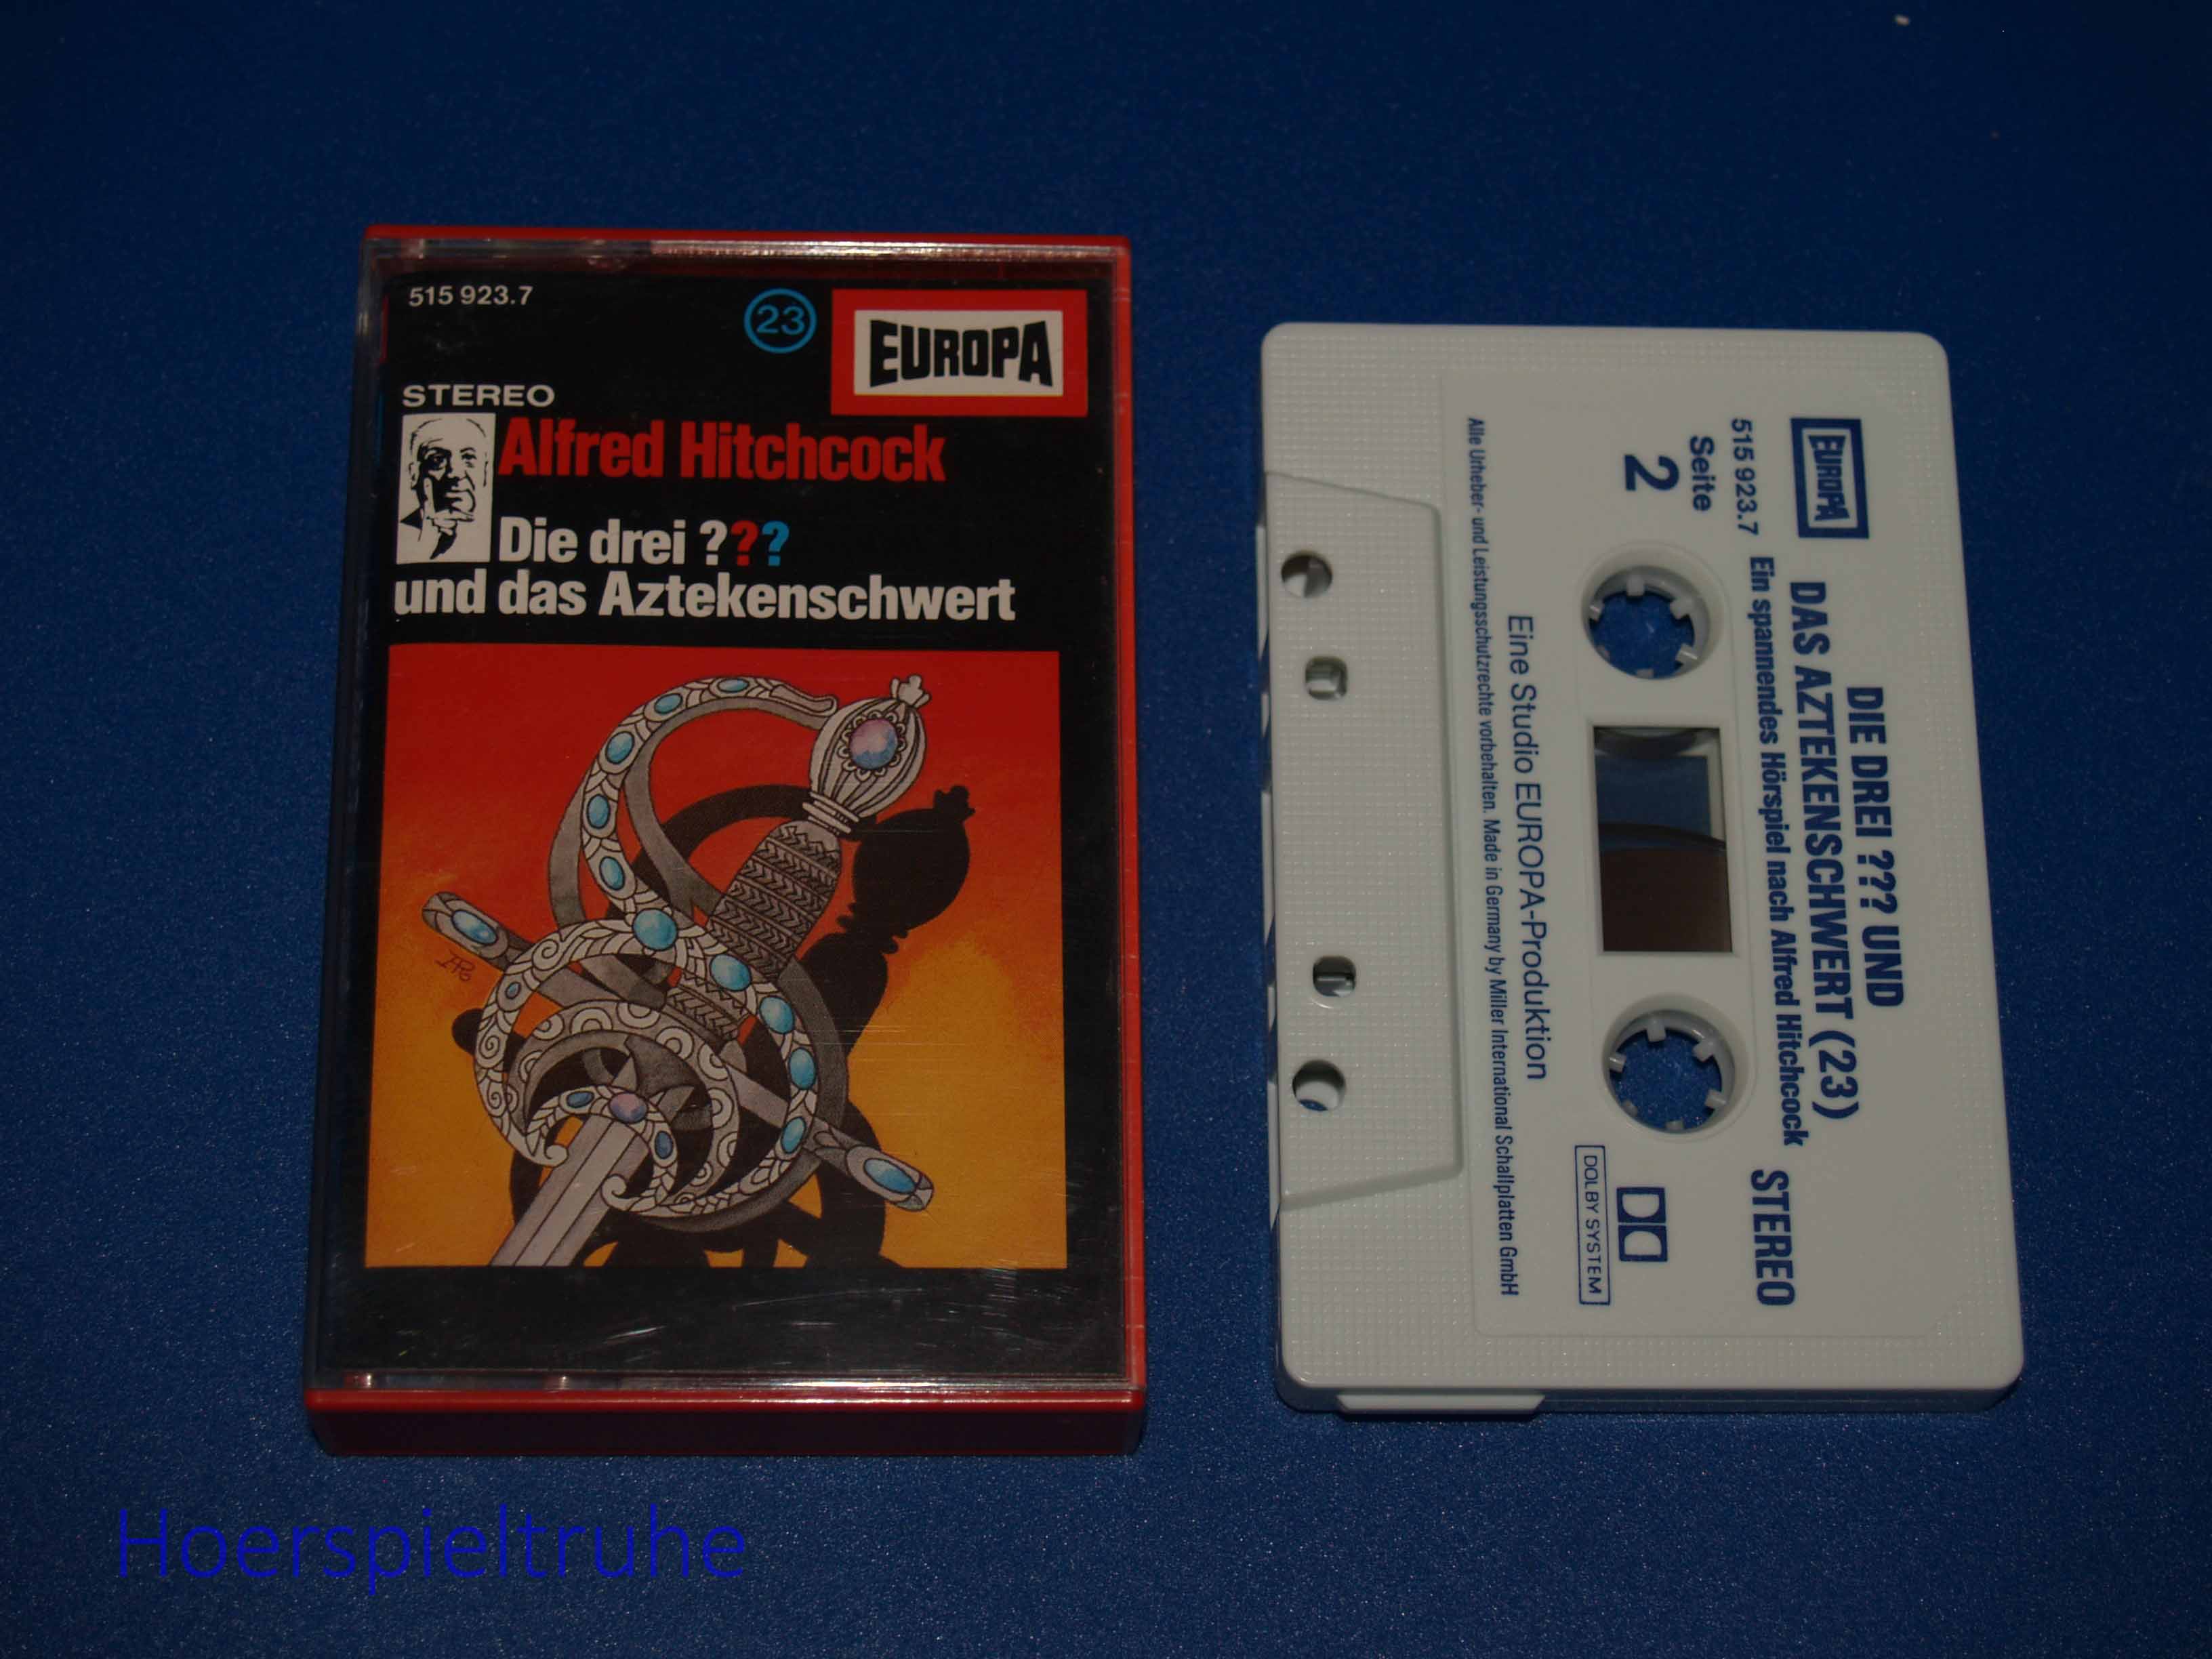 515 923.7
23
EUROPA
STEREO
Alfred Hitchcock
Die drei ???
und das Aztekenschwert
EUROPA
DIE DREI ??? UND
DAS AZTEKENSCHWERT (23)
515 923.7 Ein spannendes Hörspiel nach Alfred Hitchcock
STEREO
Seite
2
DOLBY SYSTEM
Eine Studio EUROPA-Produktion
Alle Urheber- und Leistungsschutzrechte vorbehalten. Made in Germany by Miller International Schallplatten GmbH
Hoerspieltruhe